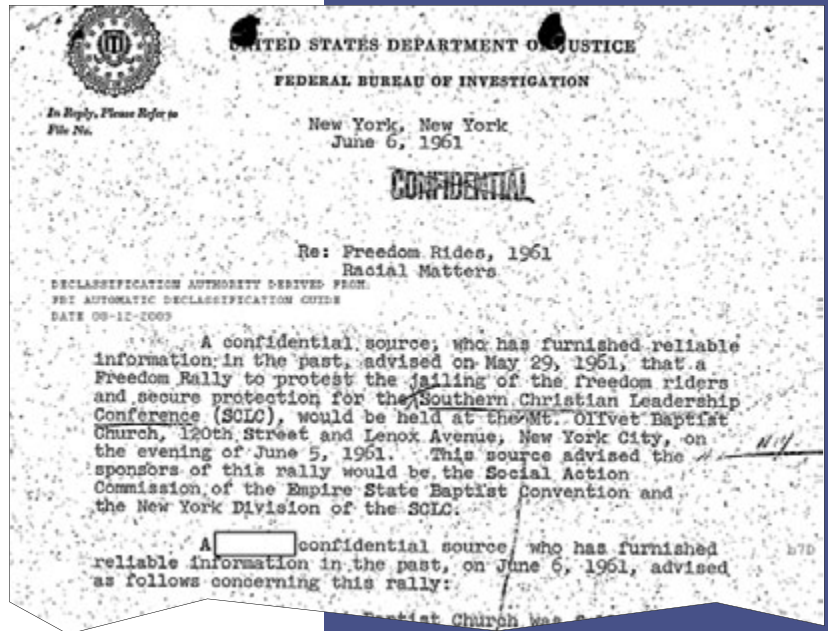 UNITED STATES DEPARTMENT OF JUSTICE
FEDERAL BUREAU OF INVESTIGATION
In Reply, Please Refer to
File No.
New York, New York
June 6, 1961
CONFIDENTIAL
Re: Freedom Rides, 1961
Racial Matters
DECLASSIFICATION AUTHORITY DERIVED FROM:
FBI AUTOMATIC DECLASSIFICATION GUIDE
DATE 08-12-2009
A confidential source, who has furnished reliable
information in the past, advised on May 29, 1961, that a
Freedom Rally to protest the jailing of the freedom riders
and secure protection for the Southern Christian Leadership
Conference (SCLC), would be held at the Mt. Olivet Baptist
Church, 120th Street and Lenox Avenue, New York City, on
the evening of June 5, 1961. This source advised the
N.Y.
sponsors of this rally would be the Social Action
Commission of the Empire State Baptist Convention and
the New York Division of the SCLC.
A confidential source, who has furnished
b7D
reliable information in the past, on June 6, 1961, advised
as follows concerning this rally:
Baptist Church was